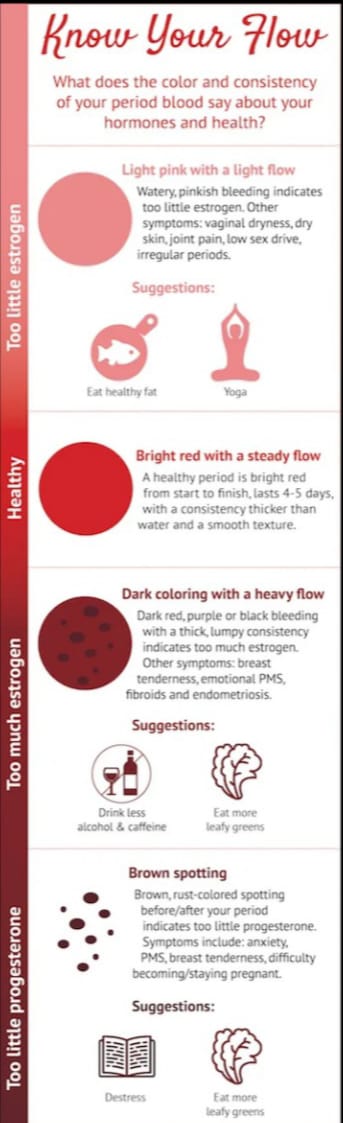 Know Your Flow
What does the color and consistency
of your period blood say about your
hormones and health?
Too little estrogen
Light pink with a light flow
Watery, pinkish bleeding indicates
too little estrogen. Other
symptoms: vaginal dryness, dry
skin, joint pain, low sex drive,
irregular periods.
Suggestions:
Eat healthy fat
Yoga
Healthy
Bright red with a steady flow
A healthy period is bright red
from start to finish, lasts 4-5 days,
with a consistency thicker than
water and a smooth texture.
Too much estrogen
Dark coloring with a heavy flow
Dark red, purple or black bleeding
with a thick, lumpy consistency
indicates too much estrogen.
Other symptoms: breast
tenderness, emotional PMS,
fibroids and endometriosis.
Suggestions:
Drink less
alcohol & caffeine
Eat more
leafy greens
Too little progesterone
Brown spotting
Brown, rust-colored spotting
before/after your period
indicates too little progesterone.
Symptoms include: anxiety,
PMS, breast tenderness, difficulty
becoming/staying pregnant.
Suggestions:
Destress
Eat more
leafy greens